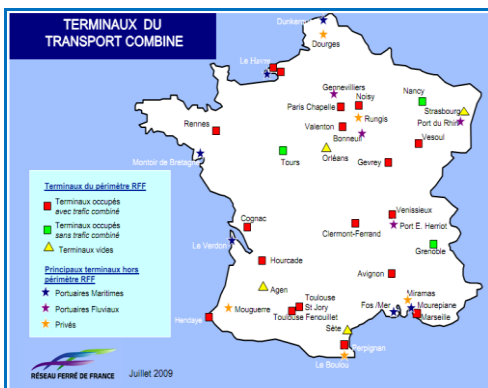 TERMINAUX DU
TRANSPORT COMBINE
Dunkerque
Dourges
Le Havre
Gennevilliers
Nancy
Paris Chapelle
Noisy
Strasbourg
Rungis
Port du Rhin
Rennes
Valenton
Bonneuil
Vesoul
Montoir de Bretagne
Tours
Orléans
Gevrey
Terminaux du périmètre RFF
Terminaux occupés
avec trafic combiné
Terminaux occupés
sans trafic combiné
Terminaux vides
Principaux terminaux hors
périmètre RFF
Portuaires Maritimes
Portuaires Fluviaux
Privés
Cognac
Venissieux
Port E. Herriot
Clermont-Ferrand
Le Verdon
Grenoble
Hourcade
Avignon
Agen
Miramas
Mouguerre
Toulouse
St Jory
Fos /Mer
Mourepiane
Hendaye
Toulouse Fenouillet
Marseille
Sète
Perpignan
Le Boulou
RÉSEAU FERRÉ DE FRANCE
Juillet 2009